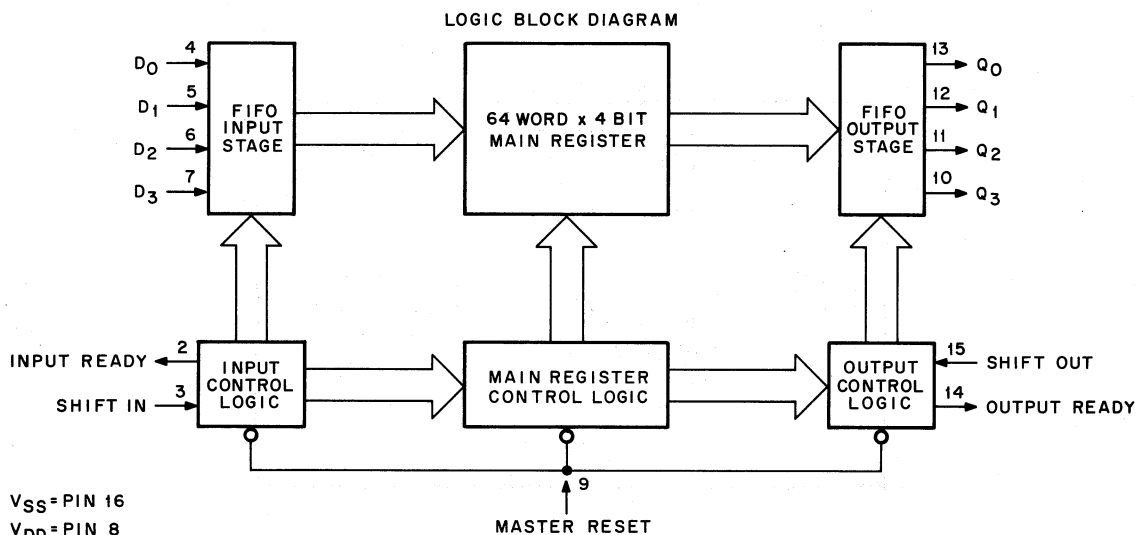 LOGIC BLOCK DIAGRAM
D0 4
D1 5
D2 6
D3 7
FIFO
INPUT
STAGE
64 WORD x 4 BIT
MAIN REGISTER
FIFO
OUTPUT
STAGE
13 Q0
12 Q1
11 Q2
10 Q3
INPUT READY 2
SHIFT IN 3
INPUT
CONTROL
LOGIC
MAIN REGISTER
CONTROL LOGIC
OUTPUT
CONTROL
LOGIC
15 SHIFT OUT
14 OUTPUT READY
9
MASTER RESET
VSS = PIN 16
VDD = PIN 8